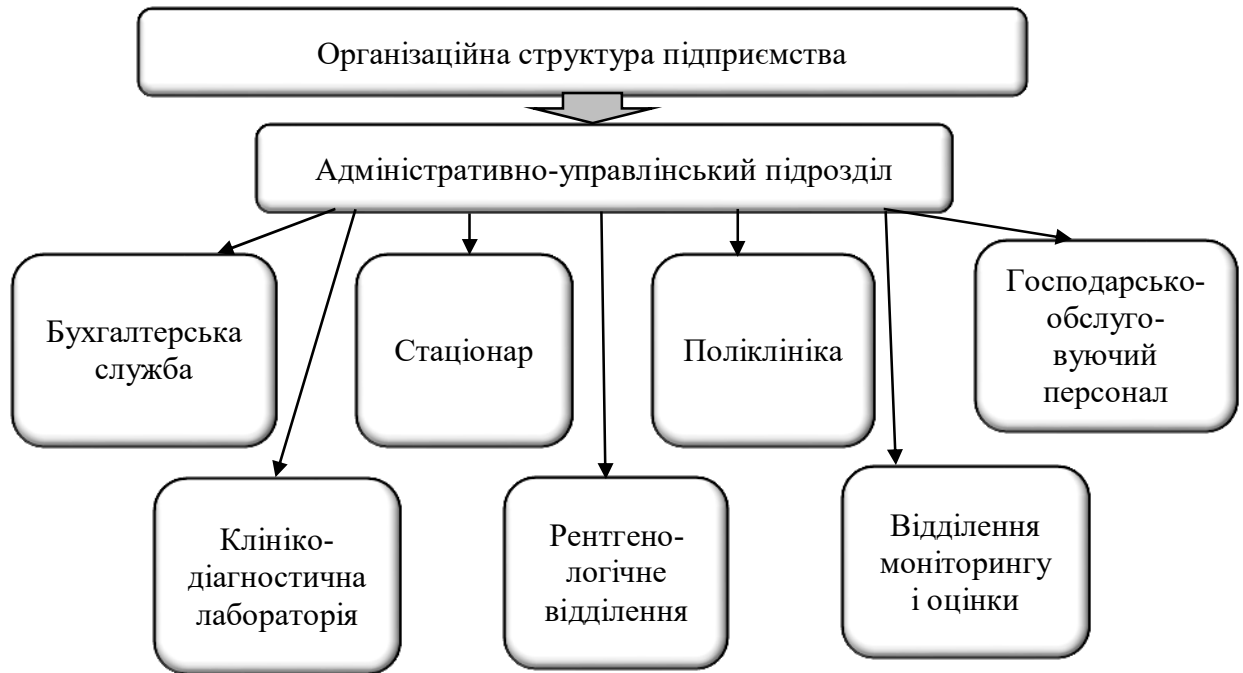 Організаційна структура підприємства
Адміністративно-управлінський підрозділ
Бухгалтерська
служба
Стаціонар
Поліклініка
Господарсько-
обслуго-
вуючий
персонал
Клініко-
діагностична
лабораторія
Рентгено-
логічне
відділення
Відділення
моніторингу
і оцінки